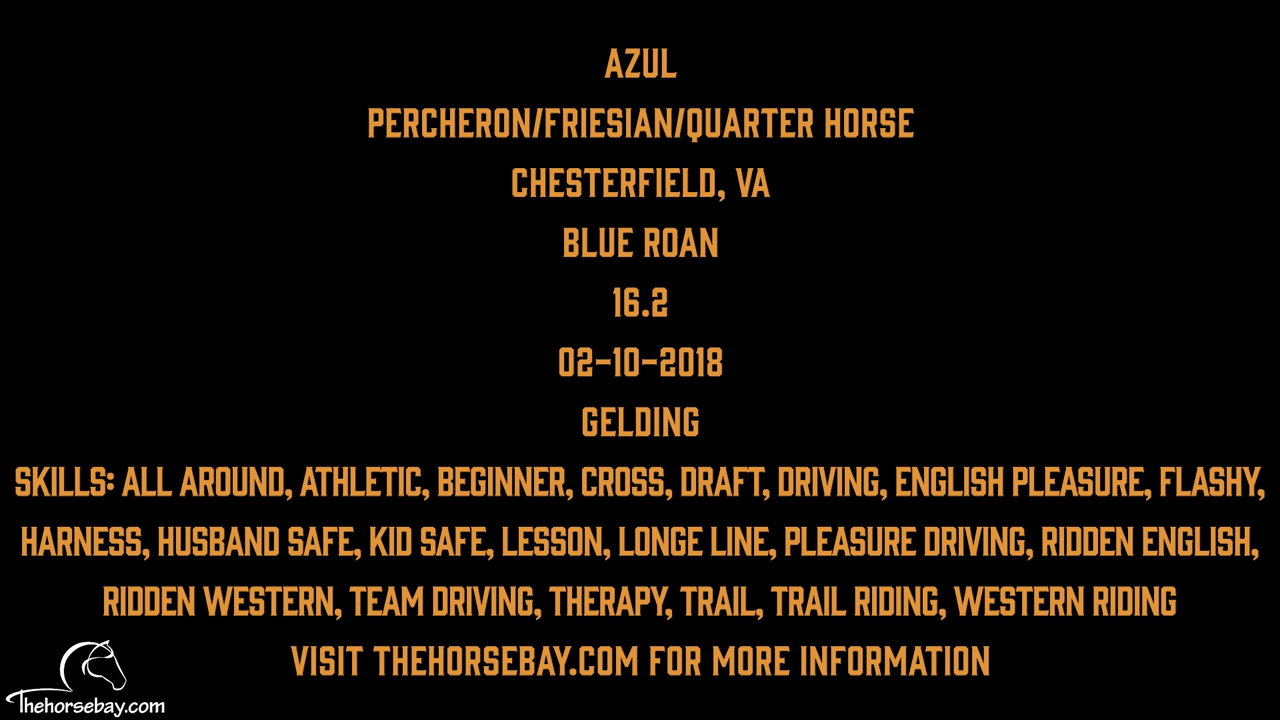 AZUL
PERCHERON/FRIESIAN/QUARTER HORSE
CHESTERFIELD, VA
BLUE ROAN
16.2
02-10-2018
GELDING
SKILLS: ALL AROUND, ATHLETIC, BEGINNER, CROSS, DRAFT, DRIVING, ENGLISH PLEASURE, FLASHY,
HARNESS, HUSBAND SAFE, KID SAFE, LESSON, LONGE LINE, PLEASURE DRIVING, RIDDEN ENGLISH,
RIDDEN WESTERN, TEAM DRIVING, THERAPY, TRAIL, TRAIL RIDING, WESTERN RIDING
VISIT THEHORSEBAY.COM FOR MORE INFORMATION
Thehorsebay.com